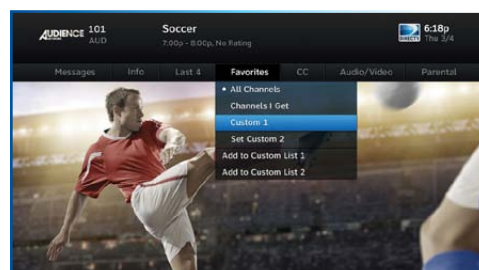 AUDIENCE 101
NETWORK AUD
Soccer
7:00p - 8:00p, No Rating
DIRECTV
6:18p
Thu 3/4
Messages Info Last 4 Favorites CC Audio/Video Parental
• All Channels
Channels I Get
Custom 1
Set Custom 2
Add to Custom List 1
Add to Custom List 2